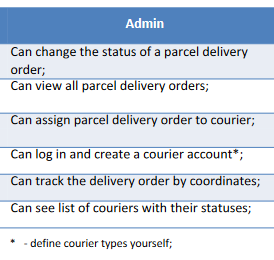 Admin
Can change the status of a parcel delivery
order;
Can view all parcel delivery orders;
Can assign parcel delivery order to courier;
Can log in and create a courier account*;
Can track the delivery order by coordinates;
Can see list of couriers with their statuses;
* - define courier types yourself;